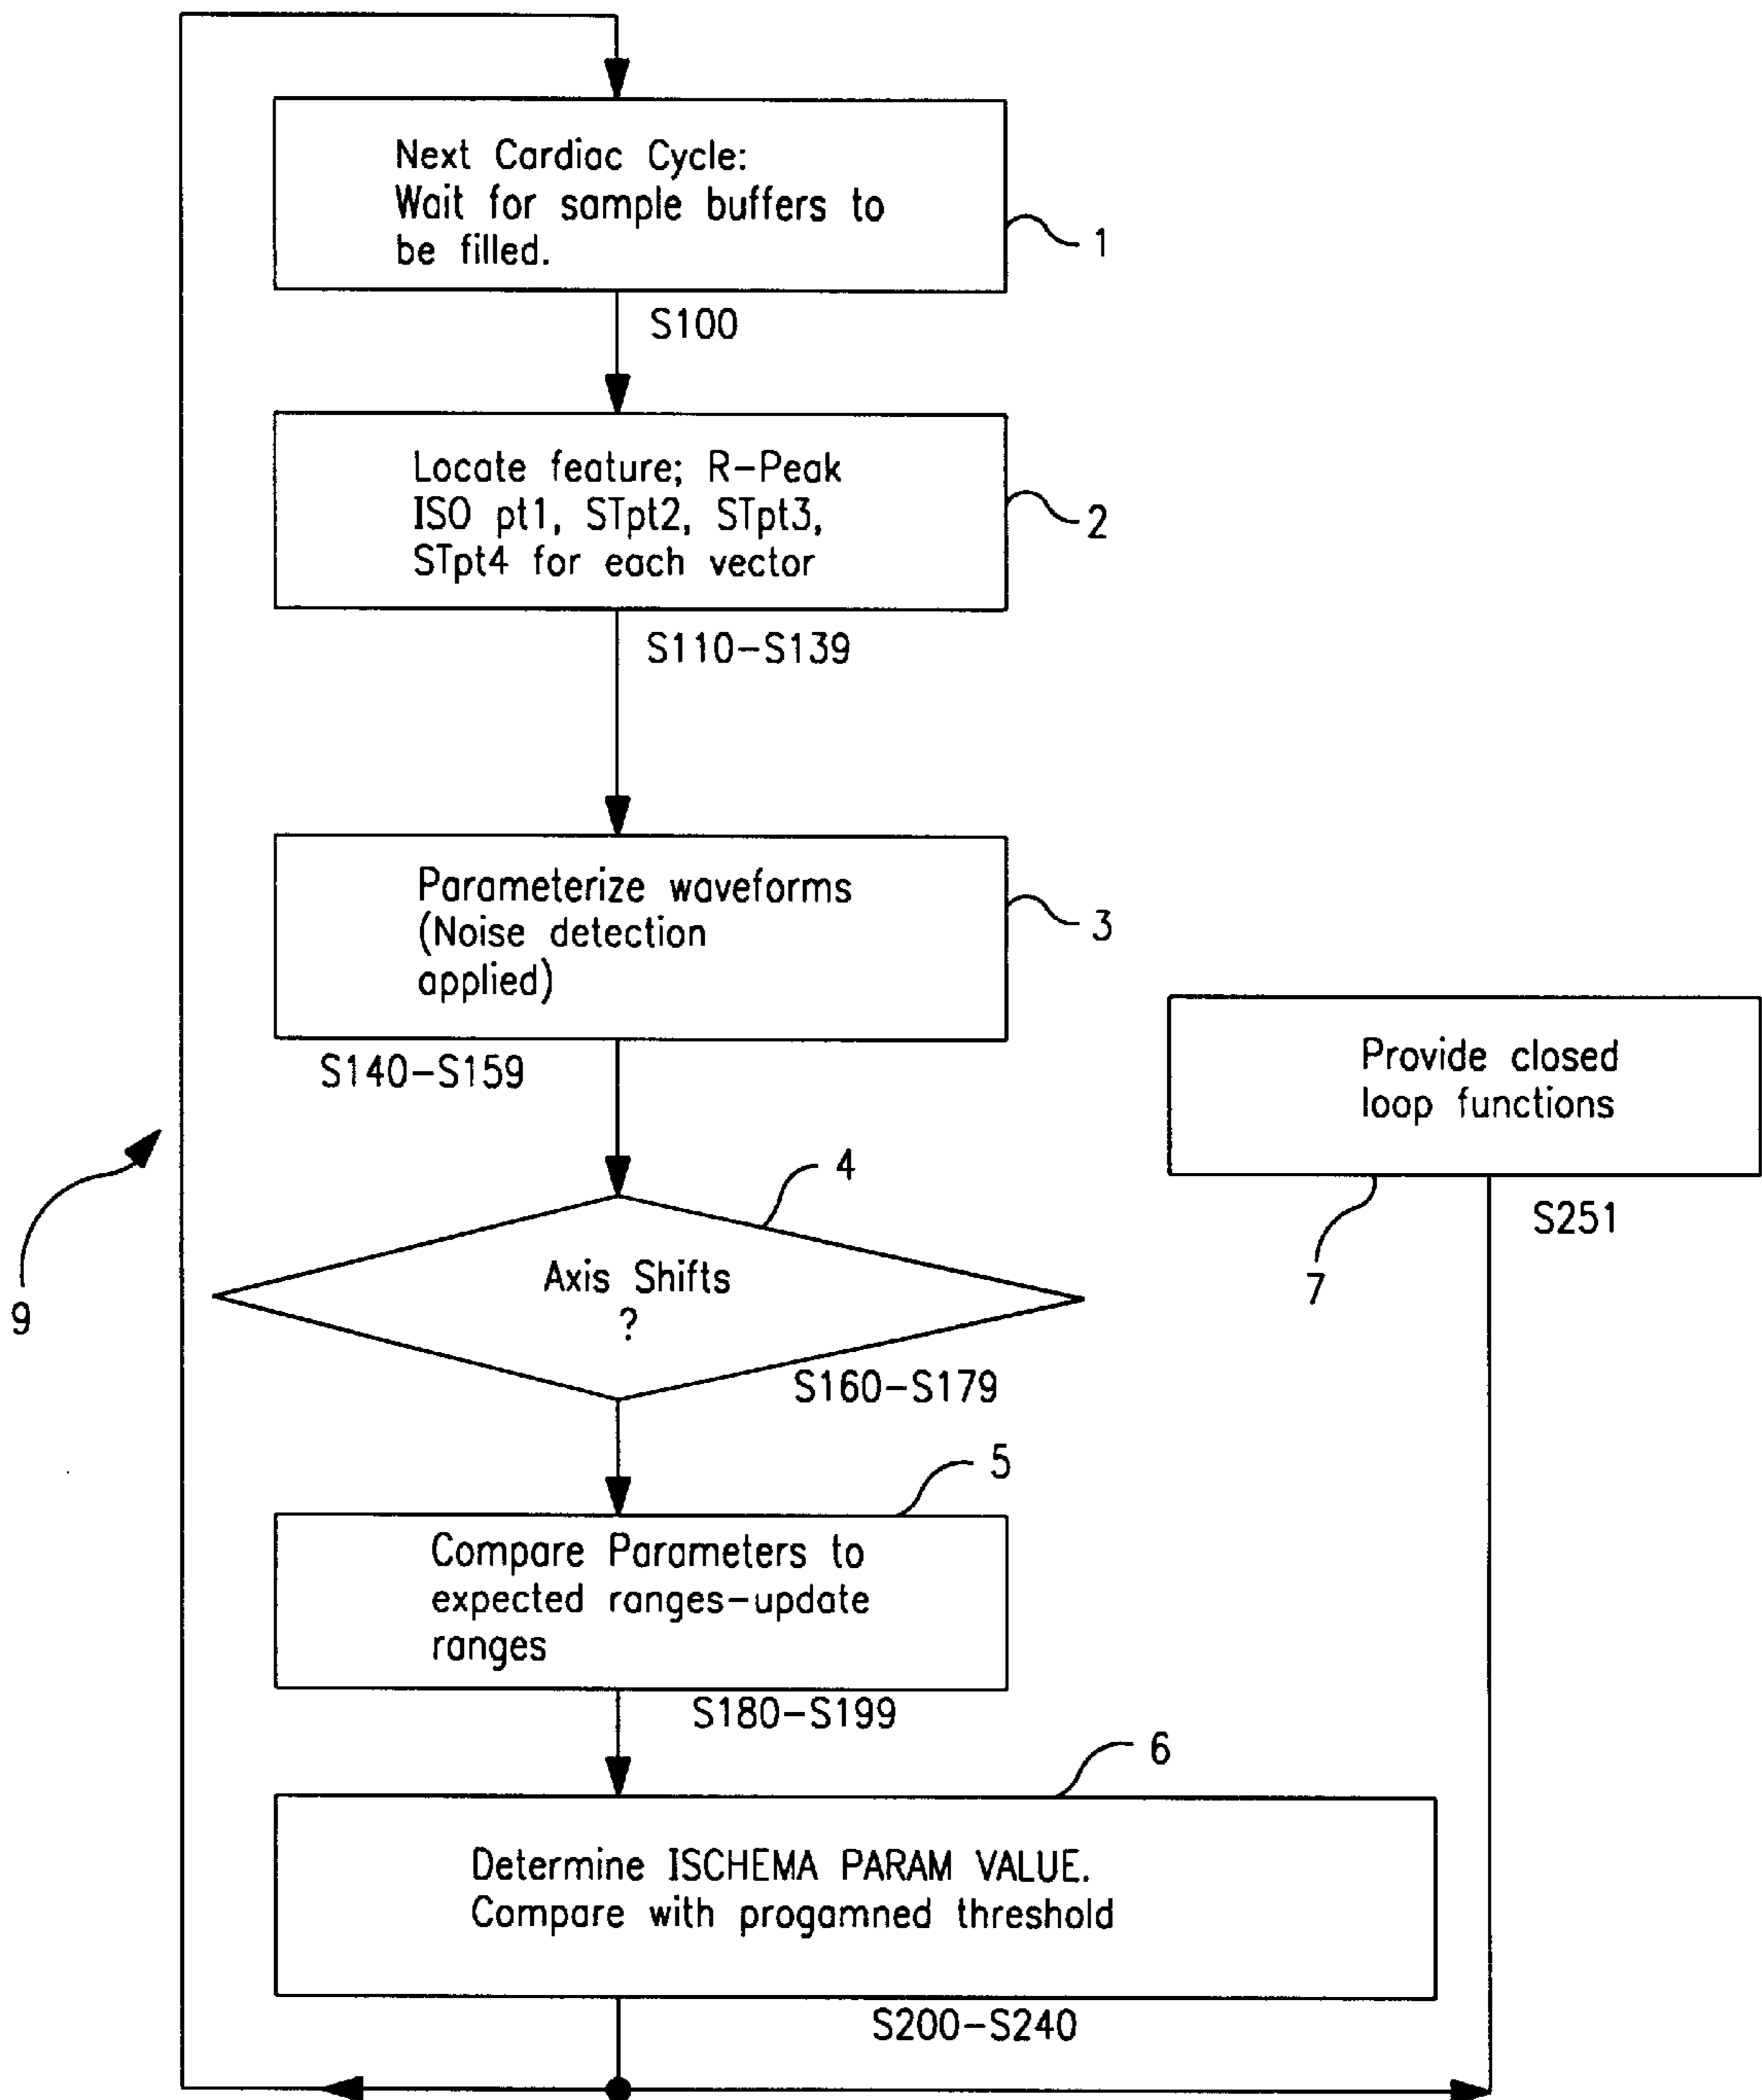 Next Cardiac Cycle:
Wait for sample buffers to
be filled.
1
S100
Locate feature; R-Peak
ISO pt1, STpt2, STpt3,
STpt4 for each vector
2
S110-S139
Parameterize waveforms
(Noise detection
applied)
3
S140-S159
Provide closed
loop functions
7
S251
4
Axis Shifts
?
S160-S179
9
5
Compare Parameters to
expected ranges-update
ranges
S180-S199
6
Determine ISCHEMA PARAM VALUE.
Compare with progamned threshold
S200-S240